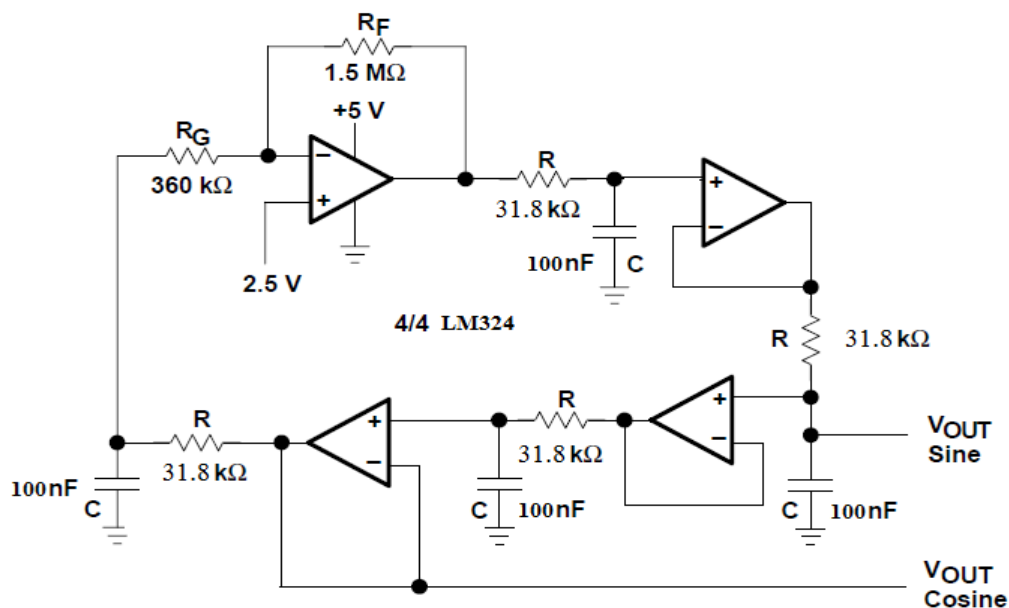 RF
1.5 MΩ
+5 V
RG
360 kΩ
−
+
2.5 V
R
31.8 kΩ
100nF
C
+
−
4/4 LM324
R
31.8 kΩ
R
31.8 kΩ
100nF
C
+
−
R
31.8 kΩ
C
100nF
+
−
VOUT
Sine
C
100nF
VOUT
Cosine